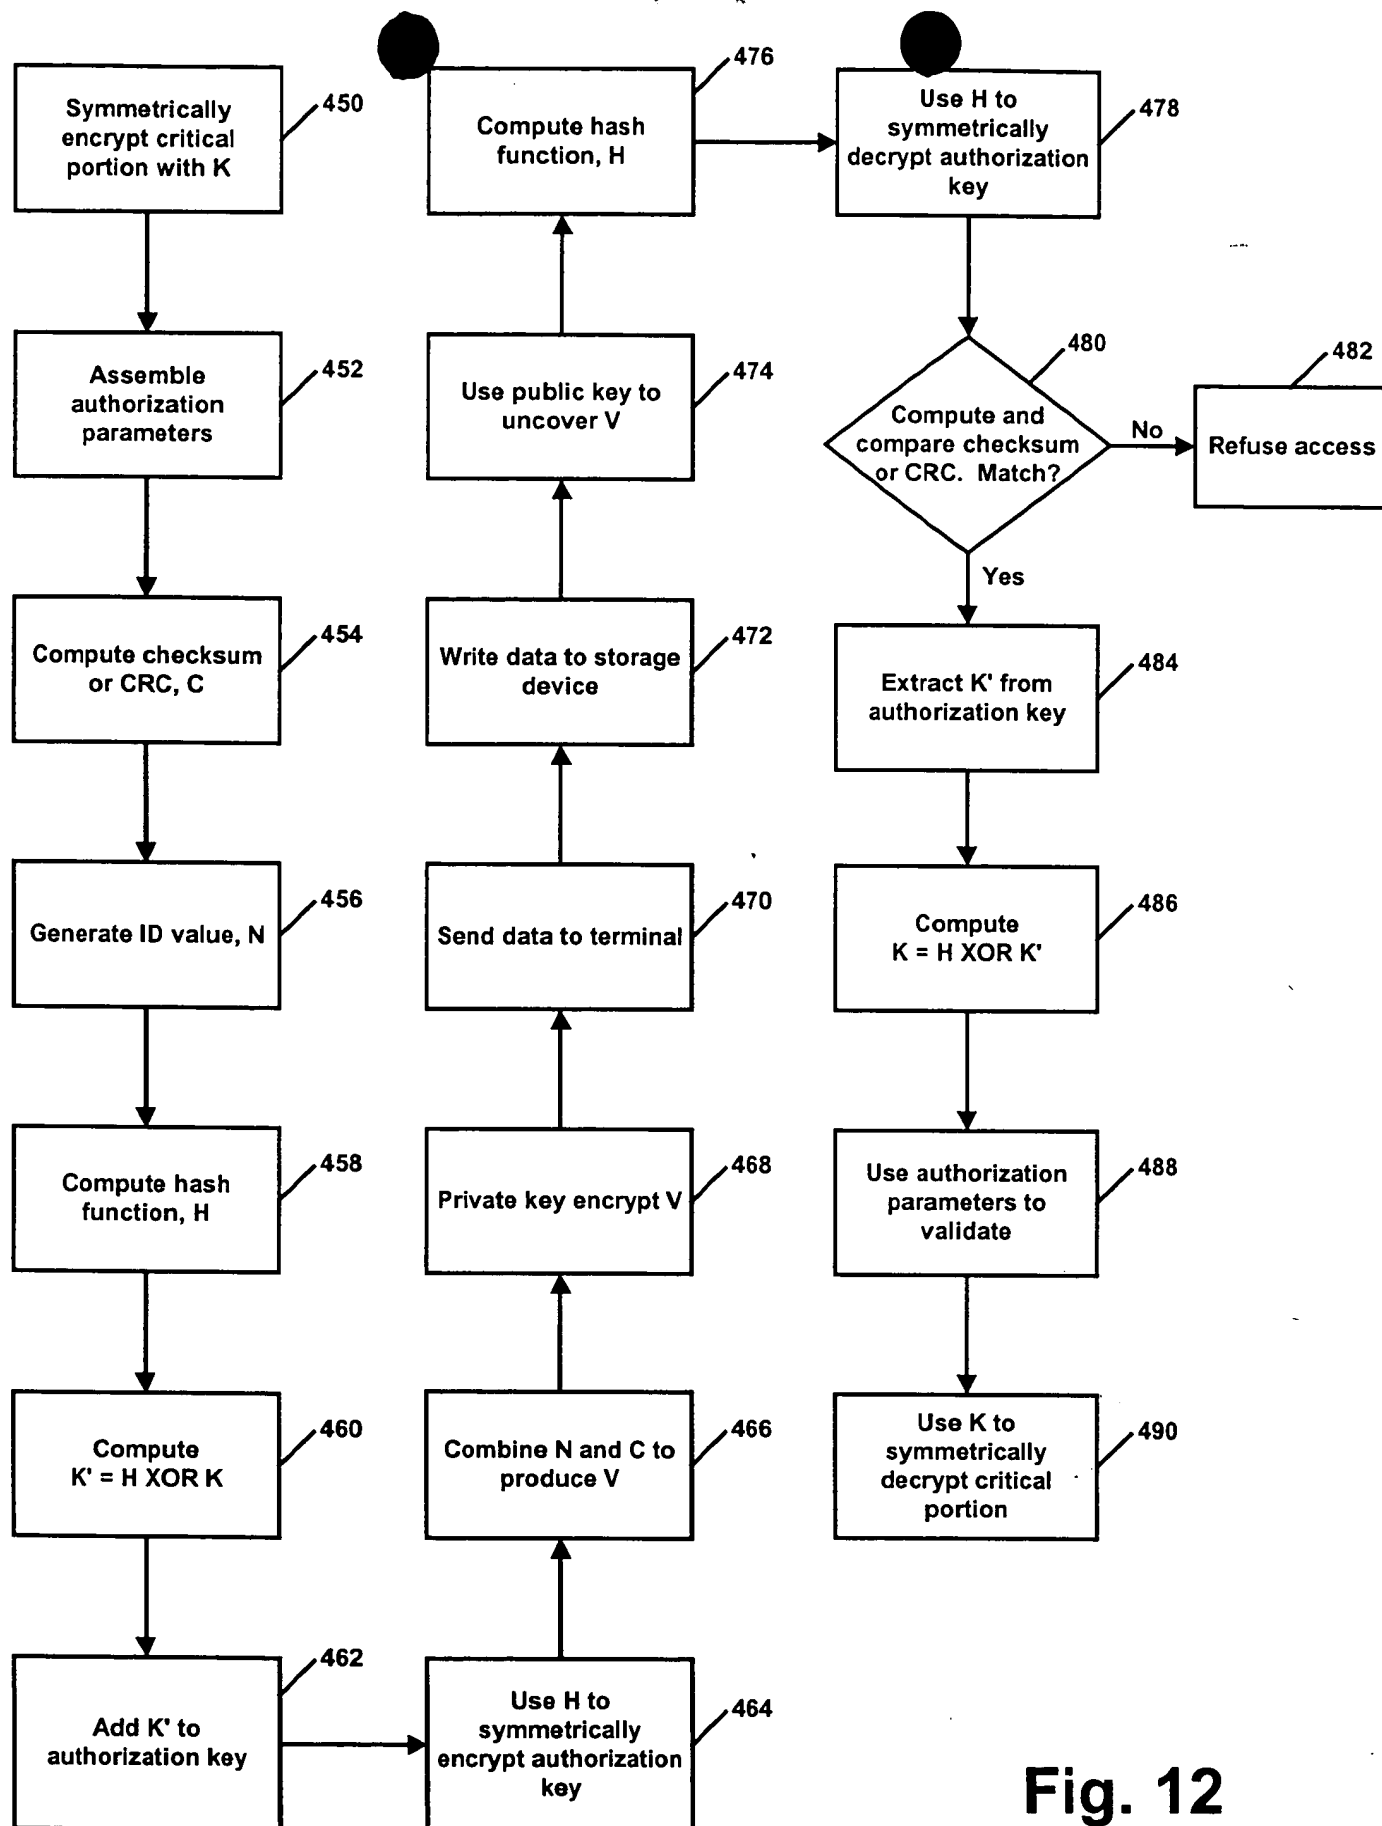 Symmetrically
encrypt critical
portion with K
450
Assemble
authorization
parameters
452
Compute checksum
or CRC, C
454
Generate ID value, N
456
Compute hash
function, H
458
Compute
K' = H XOR K
460
Add K' to
authorization key
462
Use H to
symmetrically
encrypt authorization
key
464
Combine N and C to
produce V
466
Private key encrypt V
468
Send data to terminal
470
Write data to storage
device
472
Use public key to
uncover V
474
Compute hash
function, H
476
Use H to
symmetrically
decrypt authorization
key
478
Compute and
compare checksum
or CRC. Match?
480
No
Refuse access
482
Yes
Extract K' from
authorization key
484
Compute
K = H XOR K'
486
Use authorization
parameters to
validate
488
Use K to
symmetrically
decrypt critical
portion
490
Fig. 12